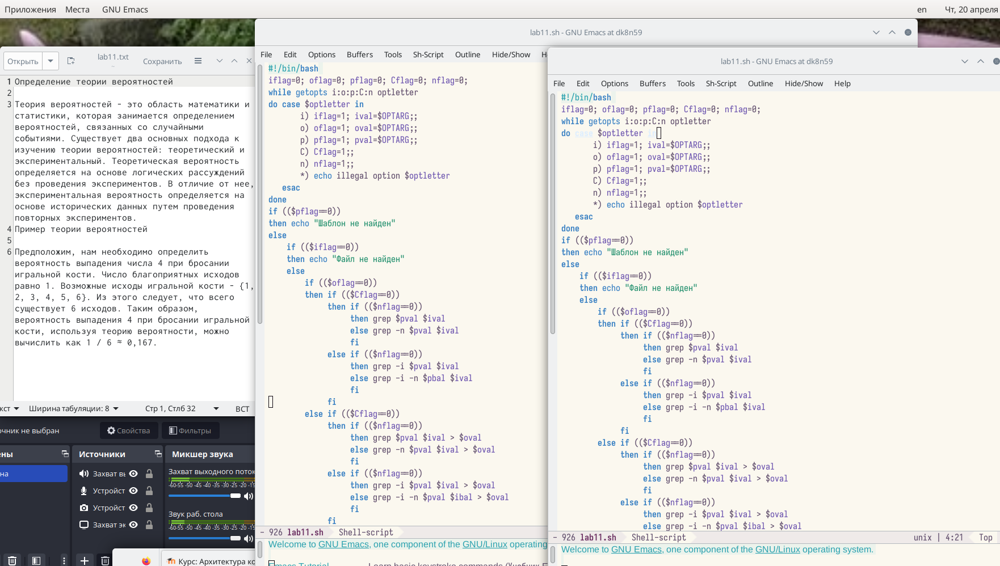 Приложения Места GNU Emacs en Чт, 20 апреля
Открыть lab11.txt Сохранить
1 Определение теории вероятностей
2
3 Теория вероятностей - это область математики и
статистики, которая занимается определением
вероятностей, связанных со случайными
событиями. Существует два основных подхода к
изучению теории вероятностей: теоретический и
экспериментальный. Теоретическая вероятность
определяется на основе логических рассуждений
без проведения экспериментов. В отличие от нее,
экспериментальная вероятность определяется на
основе исторических данных путем проведения
повторных экспериментов.
4 Пример теории вероятностей
5
6 Предположим, нам необходимо определить
вероятность выпадения числа 4 при бросании
игральной кости. Число благоприятных исходов
равно 1. Возможные исходы игральной кости - {1,
2, 3, 4, 5, 6}. Из этого следует, что всего
существует 6 исходов. Таким образом,
вероятность выпадения 4 при бросании игральной
кости, используя теорию вероятности, можно
вычислить как 1 / 6 ≈ 0,167.
кст Ширина табуляции: 8 Стр 1, Стлб 32 ВСТ
очник не выбран Свойства Фильтры
ены Источники Микшер звука
на
Захват вь
Устройст
Устройст
Захват эк
Захват выходного поток
-60-55 -50 -45 -40 -35 -30 -25 -20 -15
Звук раб. стола
-60-55 -50 -45 -40 -35 -30 -25 -20 -15
Курс: Архитектура ко
lab11.sh - GNU Emacs at dk8n59
File Edit Options Buffers Tools Sh-Script Outline Hide/Show H
#!/bin/bash
iflag=0; oflag=0; pflag=0; Cflag=0; nflag=0;
while getopts i:o:p:C:n optletter
do case $optletter in
i) iflag=1; ival=$OPTARG;;
o) oflag=1; oval=$OPTARG;;
p) pflag=1; pval=$OPTARG;;
C) Cflag=1;;
n) nflag=1;;
*) echo illegal option $optletter
esac
done
if (($pflag==0))
then echo "Шаблон не найден"
else
if (($iflag==0))
then echo "Файл не найден"
else
if (($oflag==0))
then if (($Cflag==0))
then if (($nflag==0))
then grep $pval $ival
else grep -n $pval $ival
fi
else if (($nflag==0))
then grep -i $pval $ival
else grep -i -n $pbal $ival
fi
fi
else if (($Cflag==0))
then if (($nflag==0))
then grep $pval $ival > $oval
else grep -n $pval $ival > $oval
fi
else if (($nflag==0))
then grep -i $pval $ival > $oval
else grep -i -n $pval $ibal > $oval
fi
fi
- 926 lab11.sh Shell-script
Welcome to GNU Emacs, one component of the GNU/Linux operating
Emacs Tutorial Learn basic keystroke commands (Учебник E
lab11.sh - GNU Emacs at dk8n59
File Edit Options Buffers Tools Sh-Script Outline Hide/Show Help
#!/bin/bash
iflag=0; oflag=0; pflag=0; Cflag=0; nflag=0;
while getopts i:o:p:C:n optletter
do case $optletter in
i) iflag=1; ival=$OPTARG;;
o) oflag=1; oval=$OPTARG;;
p) pflag=1; pval=$OPTARG;;
C) Cflag=1;;
n) nflag=1;;
*) echo illegal option $optletter
esac
done
if (($pflag==0))
then echo "Шаблон не найден"
else
if (($iflag==0))
then echo "Файл не найден"
else
if (($oflag==0))
then if (($Cflag==0))
then if (($nflag==0))
then grep $pval $ival
else grep -n $pval $ival
fi
else if (($nflag==0))
then grep -i $pval $ival
else grep -i -n $pbal $ival
fi
fi
else if (($Cflag==0))
then if (($nflag==0))
then grep $pval $ival > $oval
else grep -n $pval $ival > $oval
fi
else if (($nflag==0))
then grep -i $pval $ival > $oval
else grep -i -n $pval $ibal > $oval
- 926 lab11.sh Shell-script unix | 4:21 Top
Welcome to GNU Emacs, one component of the GNU/Linux operating system.